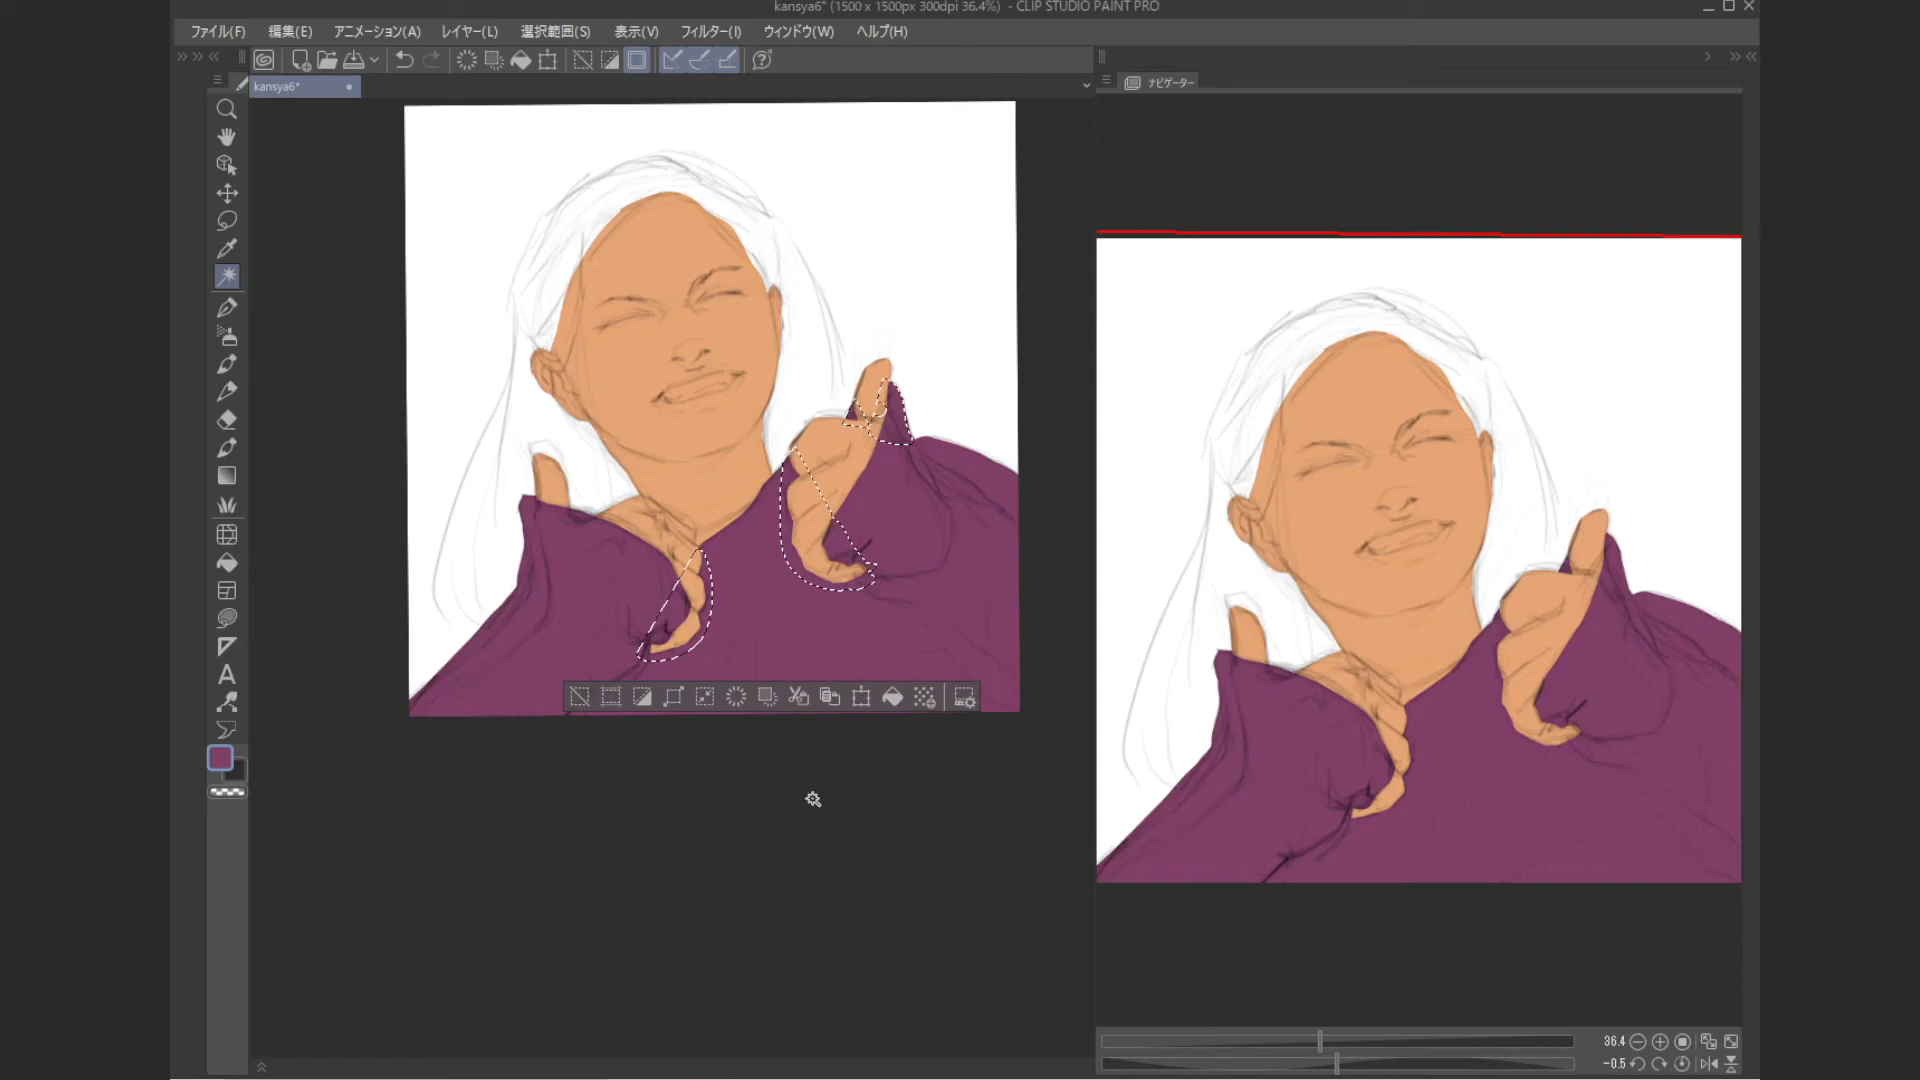 kansya6* (1500 x 1500px 300dpi 36.4%) - CLIP STUDIO PAINT PRO
ファイル(F) 編集(E) アニメーション(A) レイヤー(L) 選択範囲(S) 表示(V) フィルター(I) ウィンドウ(W) ヘルプ(H)
kansya6*
ナビゲーター
36.4
-0.5